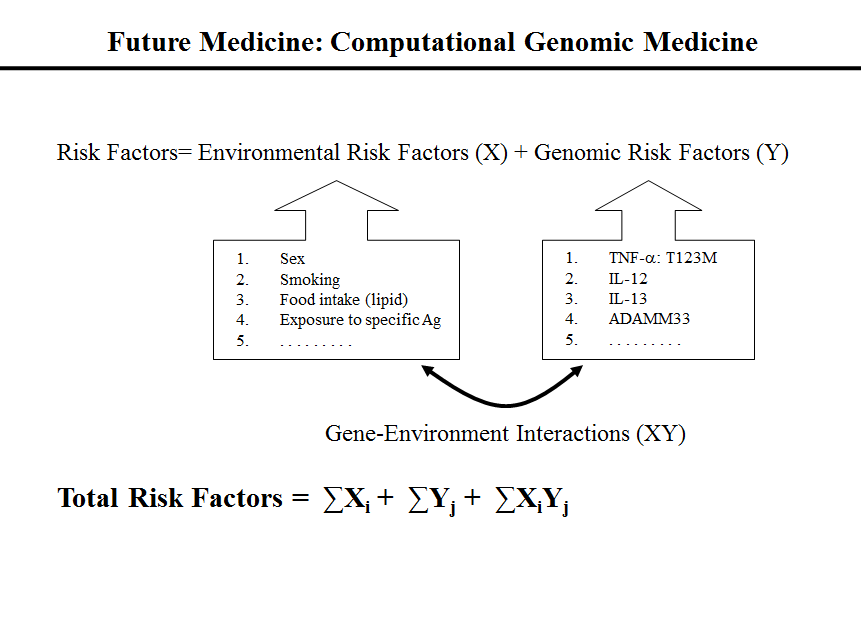 Future Medicine: Computational Genomic Medicine
Risk Factors= Environmental Risk Factors (X) + Genomic Risk Factors (Y)
1. Sex
2. Smoking
3. Food intake (lipid)
4. Exposure to specific Ag
5. . . . . . . . . .
1. TNF-α: T123M
2. IL-12
3. IL-13
4. ADAMM33
5. . . . . . . . . .
Gene-Environment Interactions (XY)
Total Risk Factors = ∑Xi + ∑Yj + ∑XiYj